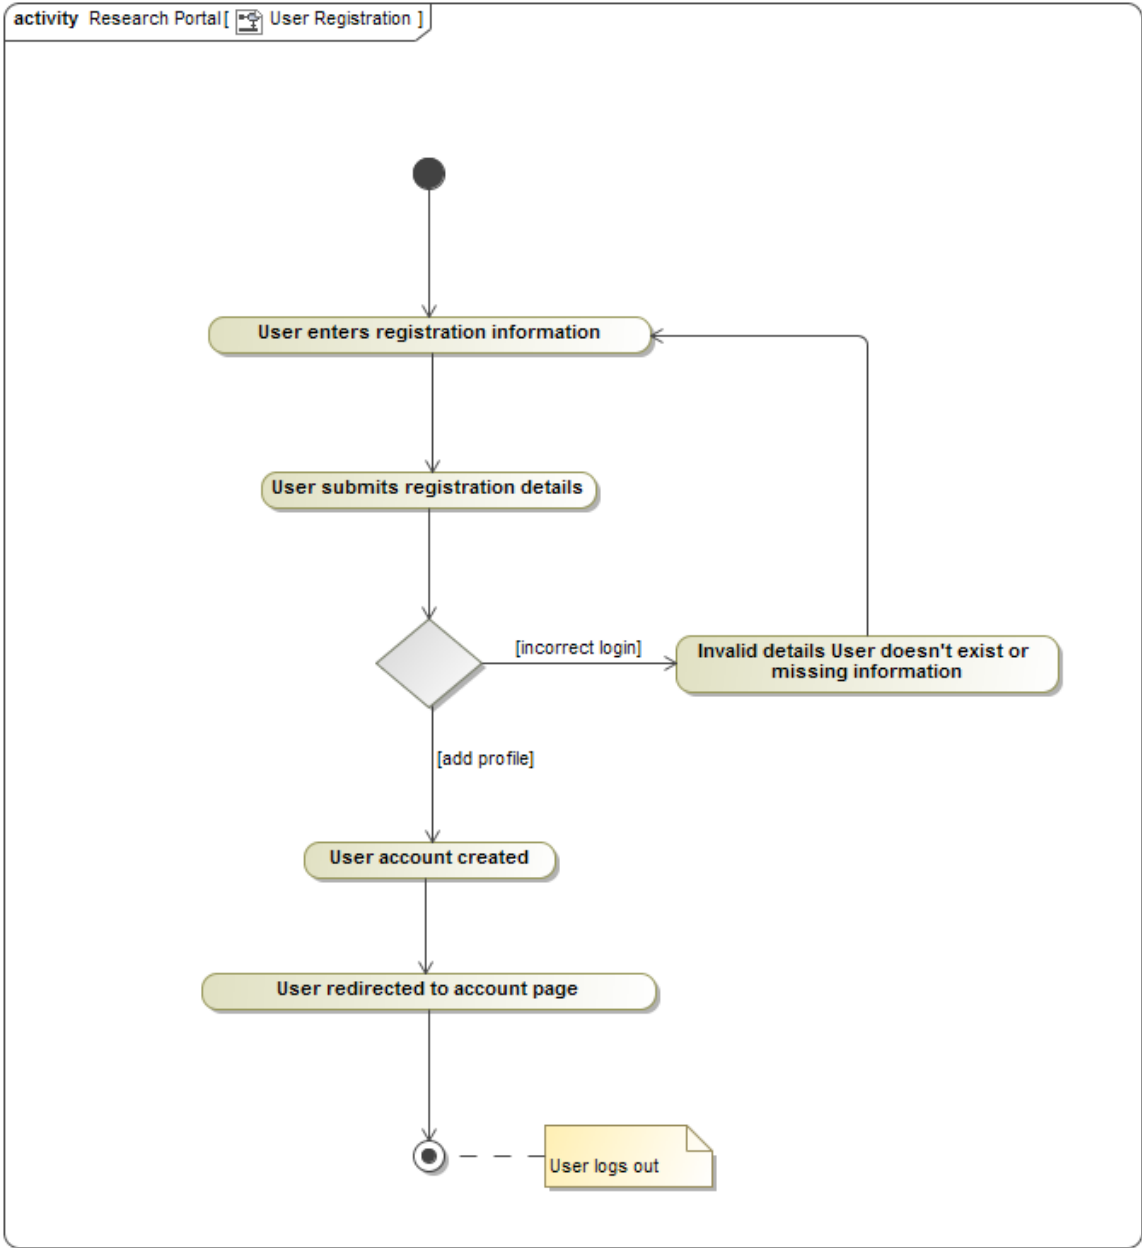 activity Research Portal[ User Registration ]
User enters registration information
User submits registration details
[incorrect login]
Invalid details User doesn't exist or
missing information
[add profile]
User account created
User redirected to account page
User logs out